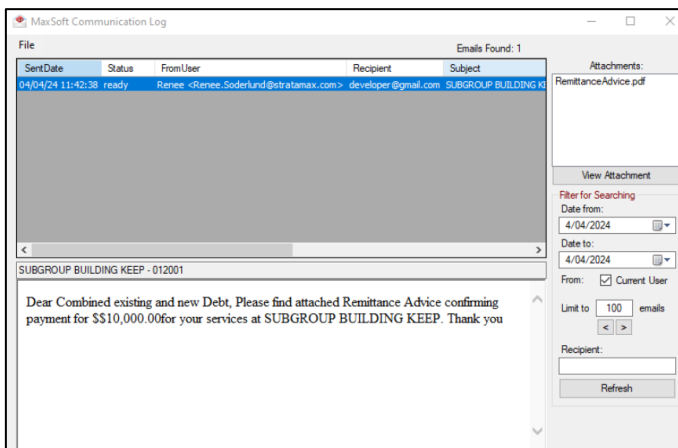 MaxSoft Communication Log
File
Emails Found: 1
SentDate Status FromUser Recipient Subject
04/04/24 11:42:38 ready Renee <Renee.Soderlund@stratamax.com> developer@gmail.com SUBGROUP BUILDING KE
Attachments:
RemittanceAdvice.pdf
View Attachment
Filter for Searching
Date from:
4/04/2024
Date to:
4/04/2024
From: Current User
Limit to 100 emails
< >
Recipient:
Refresh
SUBGROUP BUILDING KEEP - 012001
Dear Combined existing and new Debt, Please find attached Remittance Advice confirming
payment for $$10,000.00for your services at SUBGROUP BUILDING KEEP. Thank you